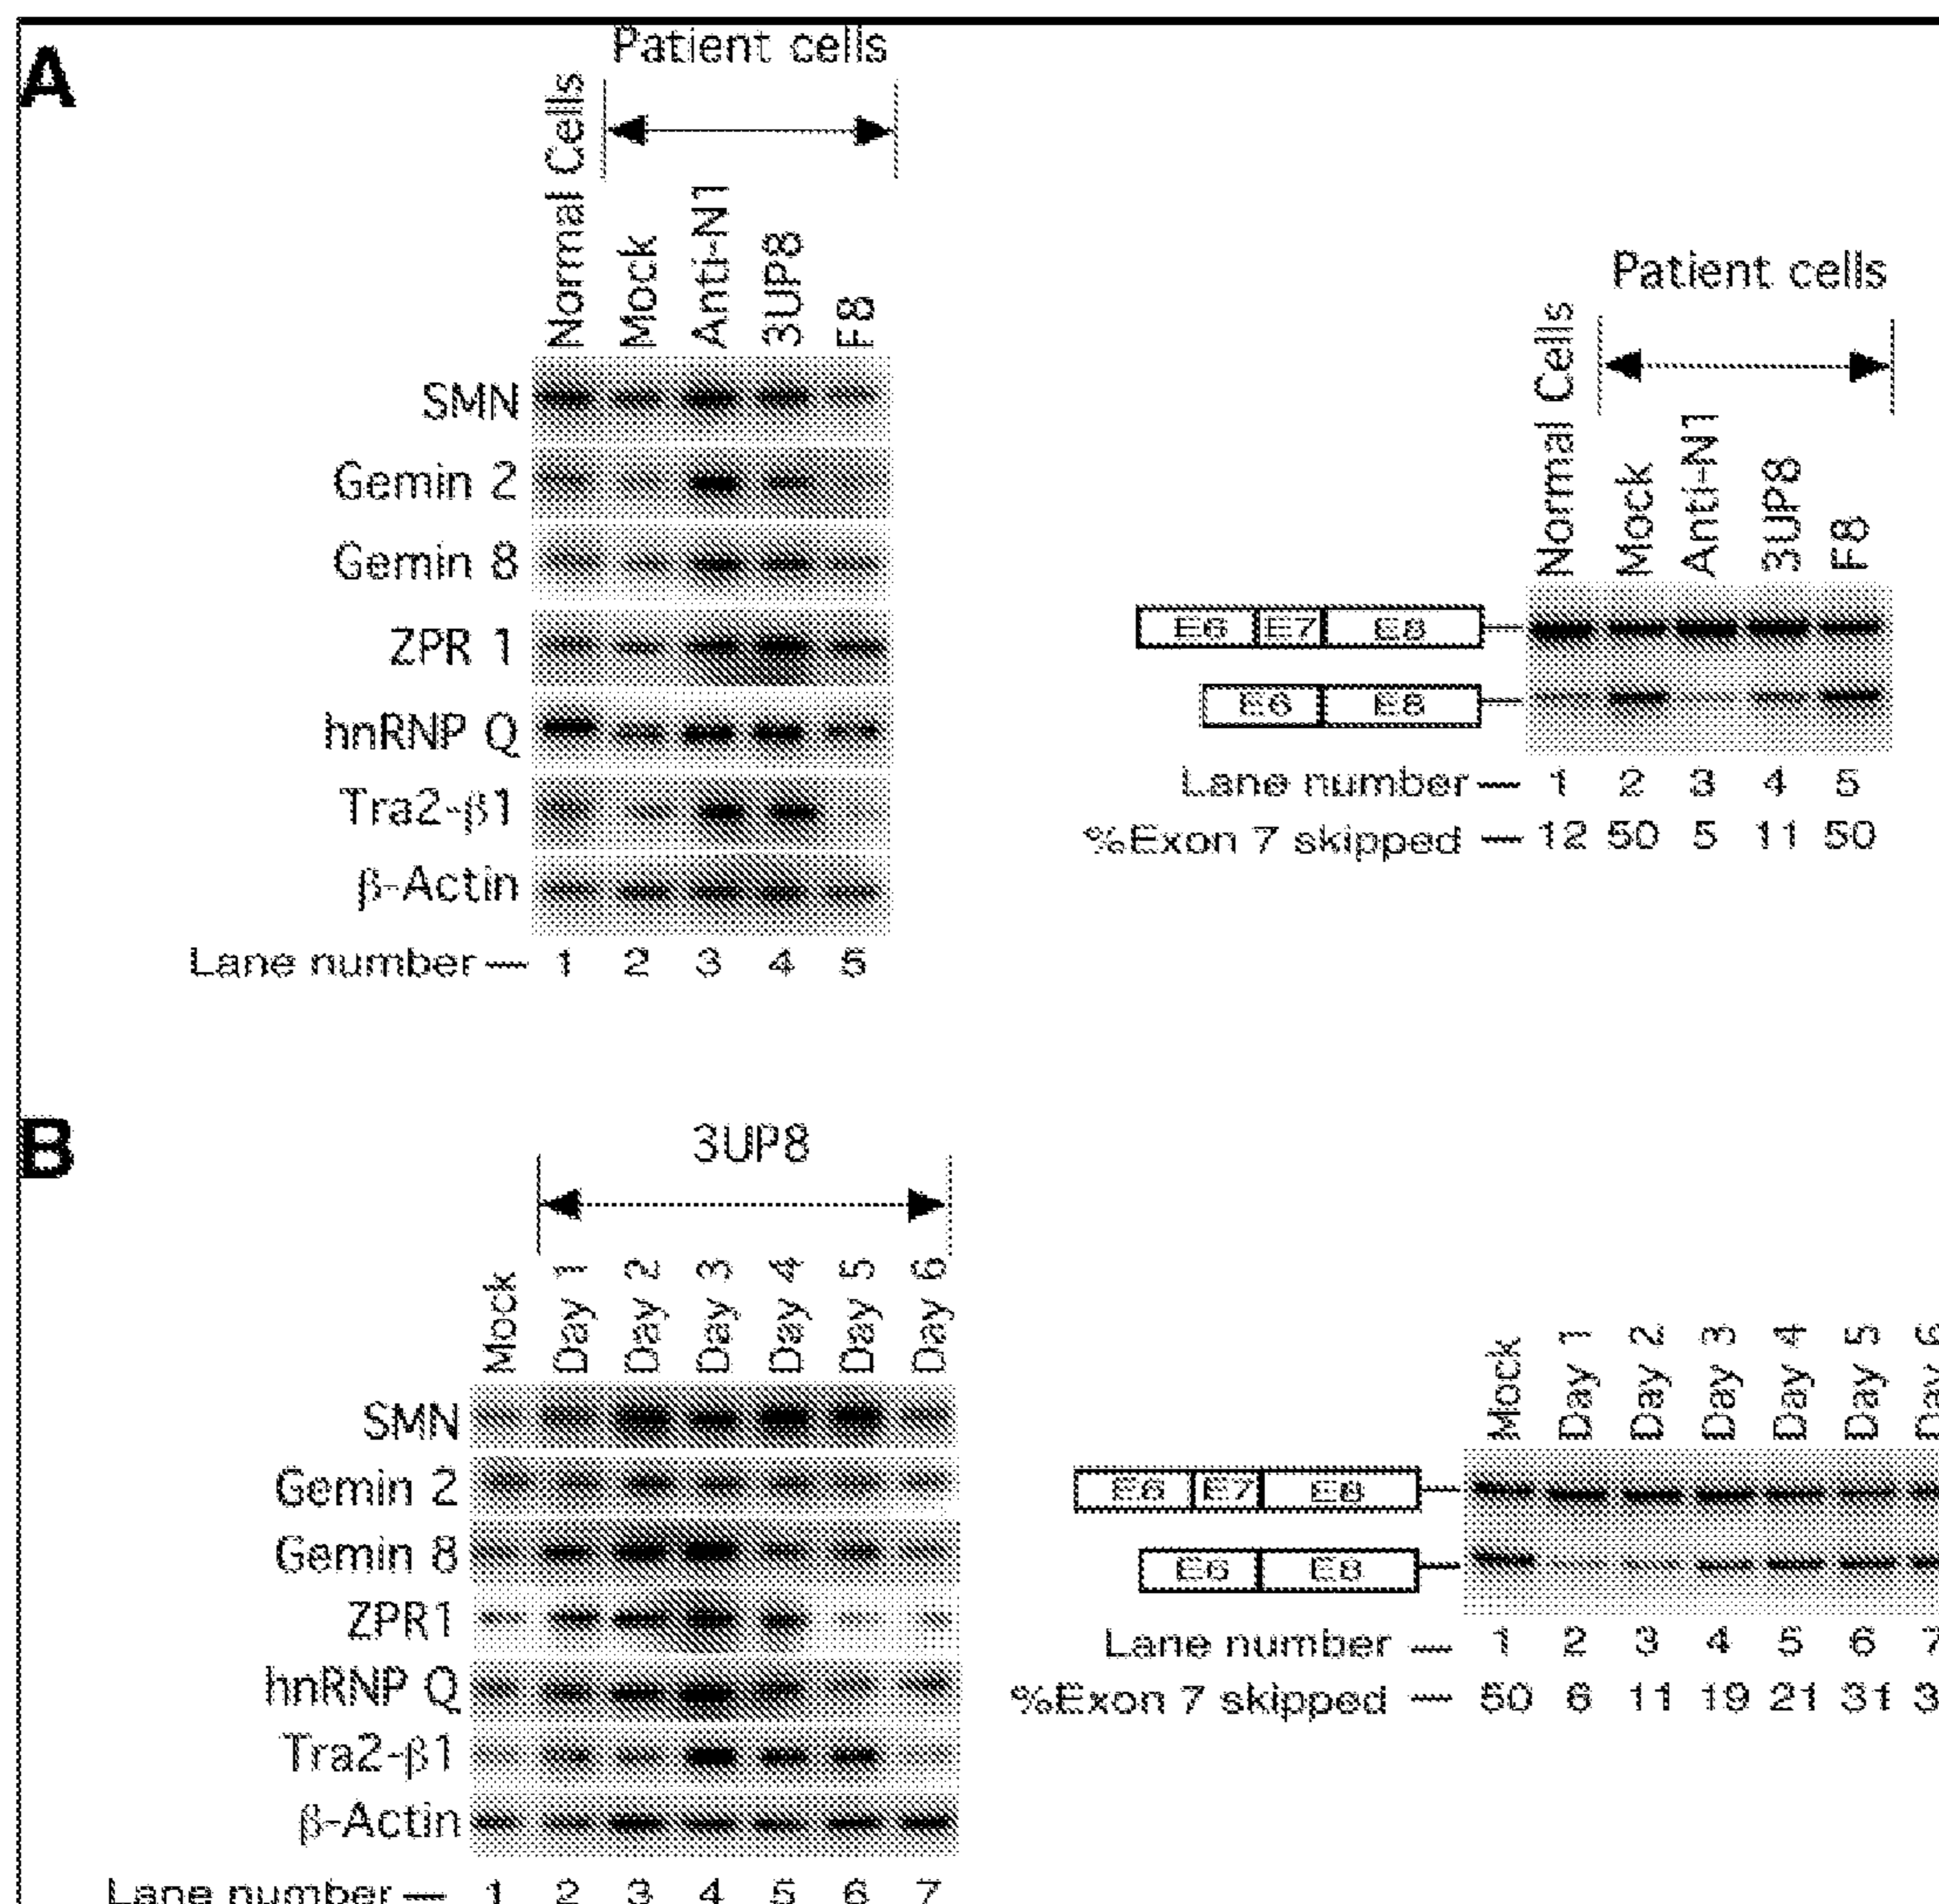 A
Patient cells
Normal Cells
Mock
Anti-N1
3UP8
F8
SMN
Gemin 2
Gemin 8
ZPR 1
hnRNP Q
Tra2-β1
β-Actin
Lane number — 1 2 3 4 5
Patient cells
Normal Cells
Mock
Anti-N1
3UP8
F8
E6 E7 E8
E6 E8
Lane number — 1 2 3 4 5
%Exon 7 skipped — 12 50 5 11 50
B
3UP8
Mock
Day 1
Day 2
Day 3
Day 4
Day 5
Day 6
SMN
Gemin 2
Gemin 8
ZPR1
hnRNP Q
Tra2-β1
β-Actin
Lane number — 1 2 3 4 5 6 7
Mock
Day 1
Day 2
Day 3
Day 4
Day 5
Day 6
E6 E7 E8
E6 E8
Lane number — 1 2 3 4 5 6 7
%Exon 7 skipped — 50 11 19 21 31